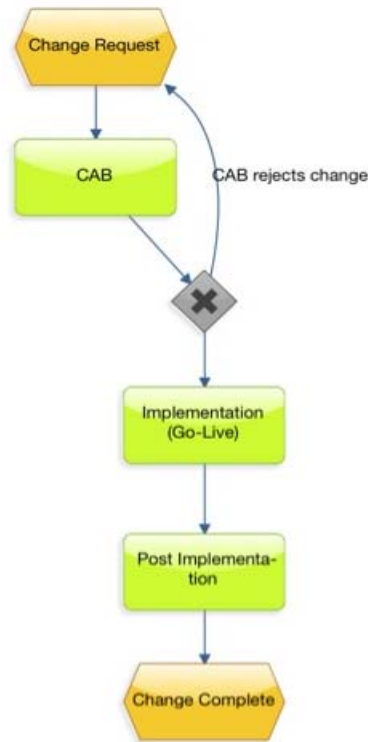 Change Request
CAB
CAB rejects change
Implementation
(Go-Live)
Post Implementa-
tion
Change Complete